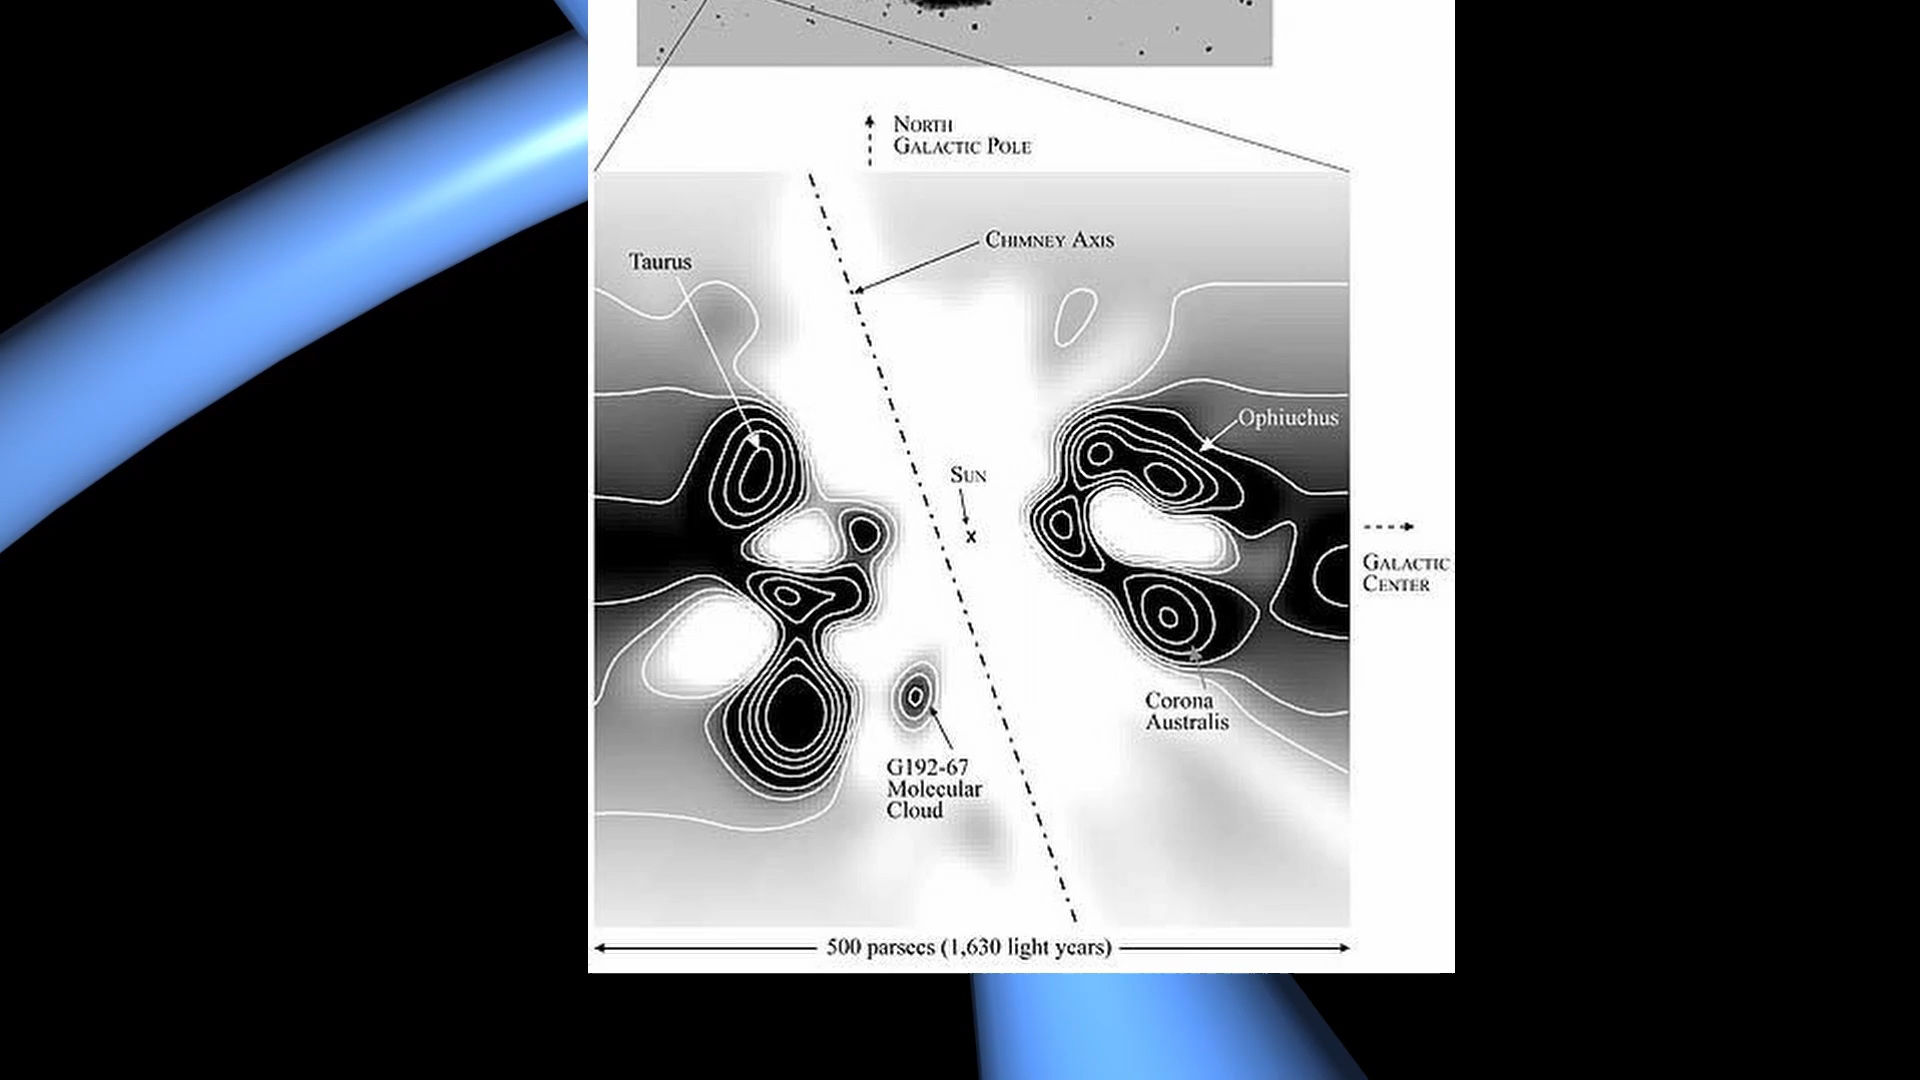 NORTH
GALACTIC POLE
CHIMNEY AXIS
Taurus
Ophiuchus
SUN
x
GALACTIC
CENTER
Corona
Australis
G192-67
Molecular
Cloud
500 parsecs (1,630 light years)